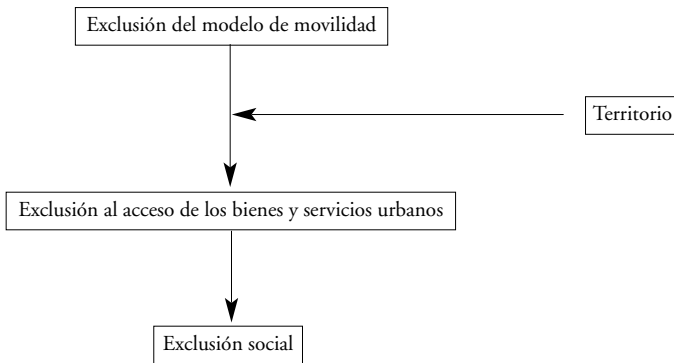 Exclusión del modelo de movilidad
Territorio
Exclusión al acceso de los bienes y servicios urbanos
Exclusión social